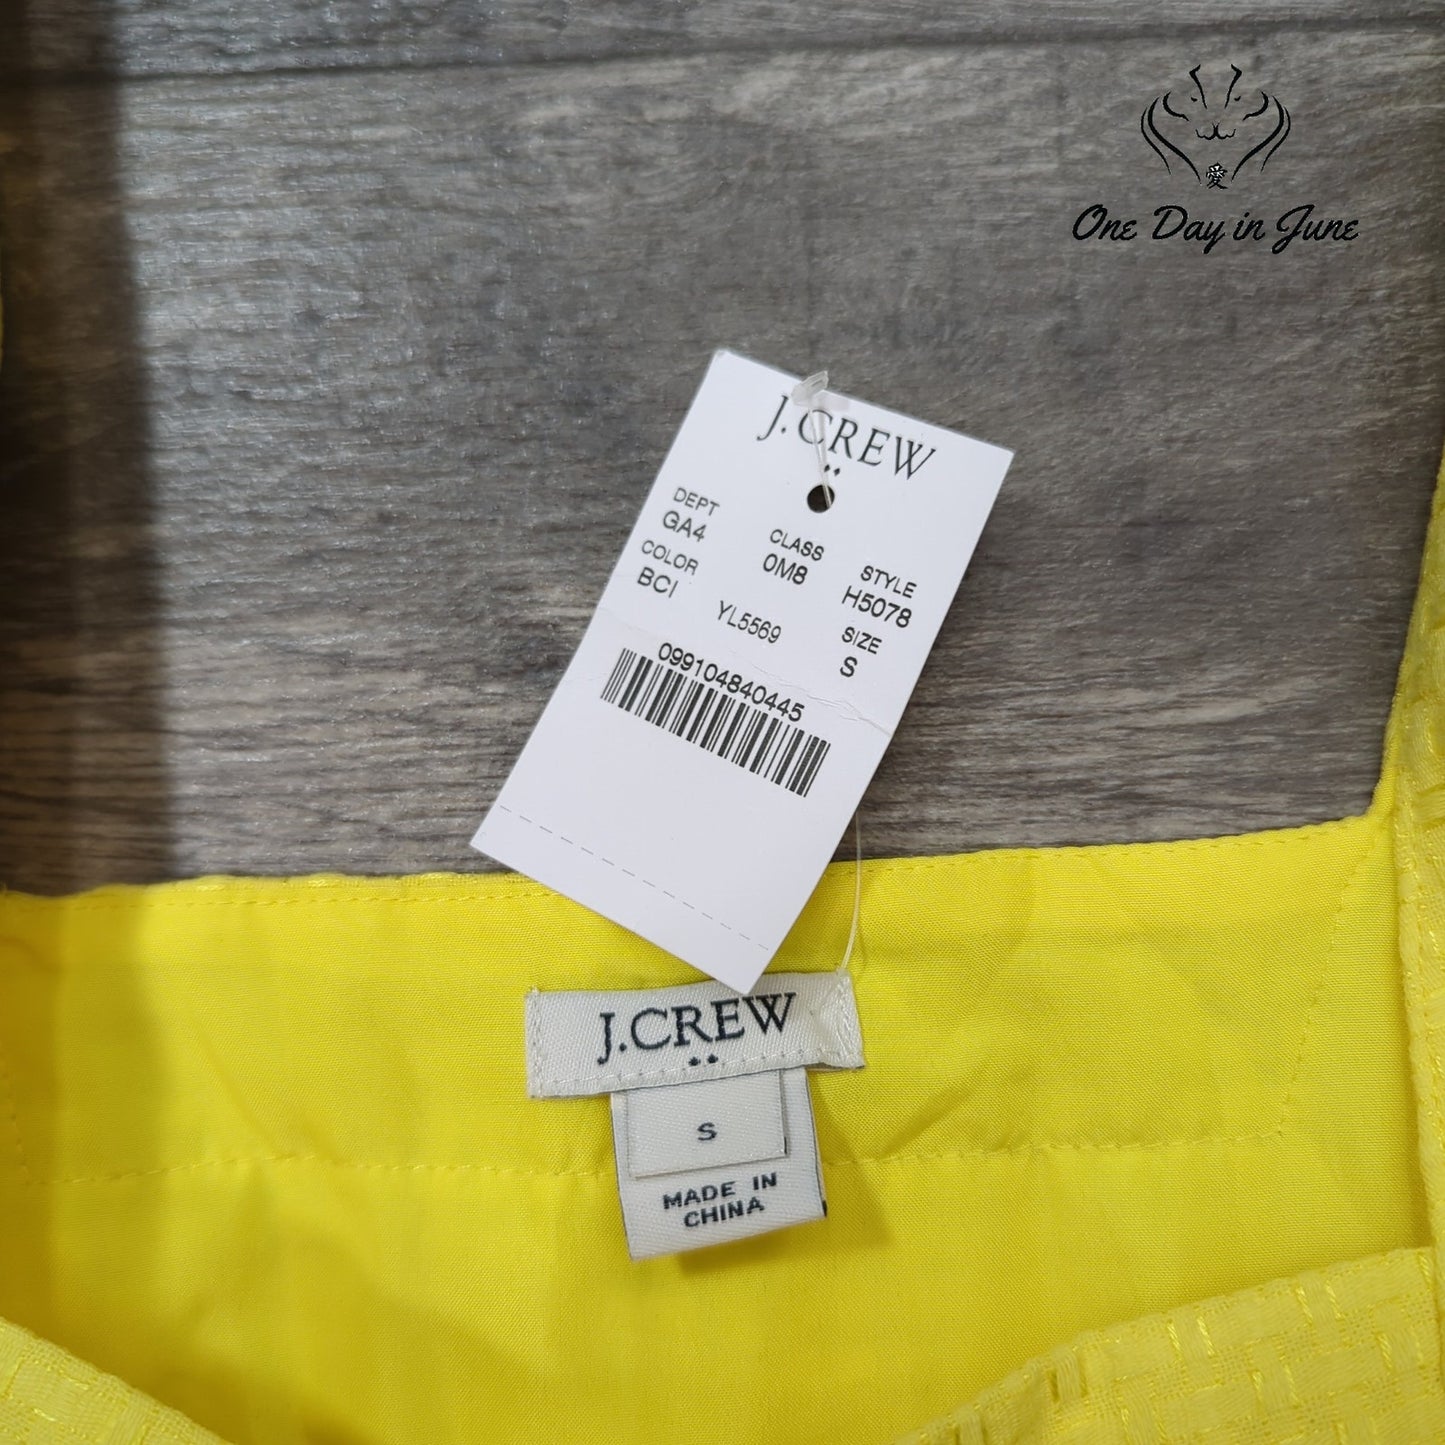 愛
One Day in June
J.CREW
DEPT
GA4
CLASS
0M8
STYLE
H5078
COLOR
BCI
YL5569
SIZE
S
099104840445
J.CREW
S
MADE IN
CHINA